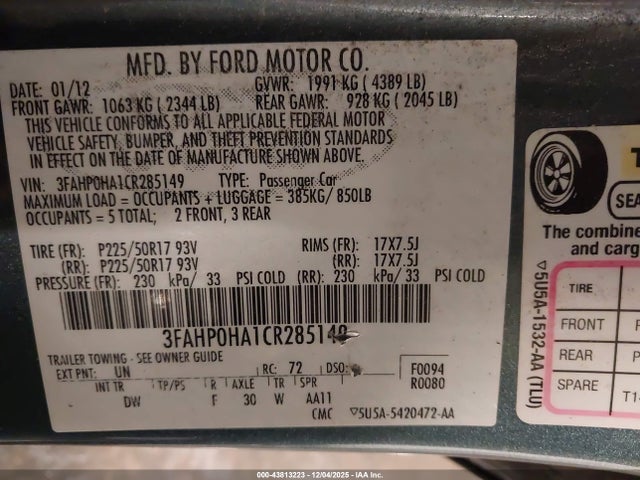 MFD. BY FORD MOTOR CO.
DATE: 01/12 GVWR: 1991 KG ( 4389 LB)
FRONT GAWR: 1063 KG ( 2344 LB) REAR GAWR: 928 KG ( 2045 LB)
THIS VEHICLE CONFORMS TO ALL APPLICABLE FEDERAL MOTOR
VEHICLE SAFETY, BUMPER, AND THEFT PREVENTION STANDARDS
IN EFFECT ON THE DATE OF MANUFACTURE SHOWN ABOVE.
VIN: 3FAHP0HA1CR285149 TYPE: Passenger Car
MAXIMUM LOAD = OCCUPANTS + LUGGAGE = 385KG/ 850LB
OCCUPANTS = 5 TOTAL; 2 FRONT, 3 REAR
TIRE (FR): P225/50R17 93V RIMS (FR): 17X7.5J
(RR): P225/50R17 93V (RR): 17X7.5J
PRESSURE (FR): 230 kPa/ 33 PSI COLD (RR): 230 kPa/ 33 PSI COLD
3FAHP0HA1CR285149
TRAILER TOWING - SEE OWNER GUIDE
EXT PNT: UN RC: 72 DSO: F0094
R0080
INT TR TP/PS R AXLE TR SPR
DW F 30 W AA11
CMC ▽5U5A-5420472-AA
SEA
The combine
and carg
TIRE
FRONT P
REAR P
SPARE T1
▽5U5A-1532-AA (TLU)
000-43813223 - 12/04/2025 - IAA, Inc.